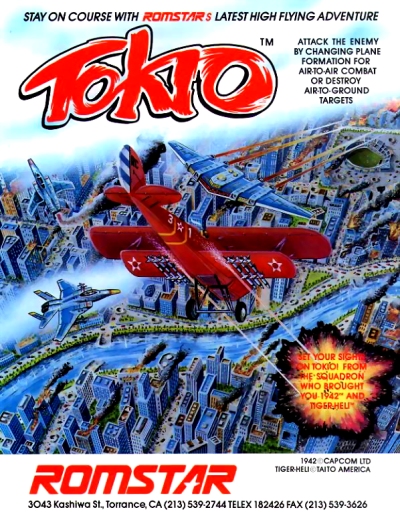 STAY ON COURSE WITH ROMSTAR'S LATEST HIGH FLYING ADVENTURE
TOKIO™
ATTACK THE ENEMY
BY CHANGING PLANE
FORMATION FOR
AIR-TO-AIR COMBAT
OR DESTROY
AIR-TO-GROUND
TARGETS
SET YOUR SIGHTS
ON TOKIO! FROM
THE SQUADRON
WHO BROUGHT
YOU 1942™ AND
TIGER-HELI™
1942©CAPCOM LTD
TIGER-HELI©TAITO AMERICA
ROMSTAR
3043 Kashiwa St., Torrance, CA (213) 539-2744 TELEX 182426 FAX (213) 539-3626